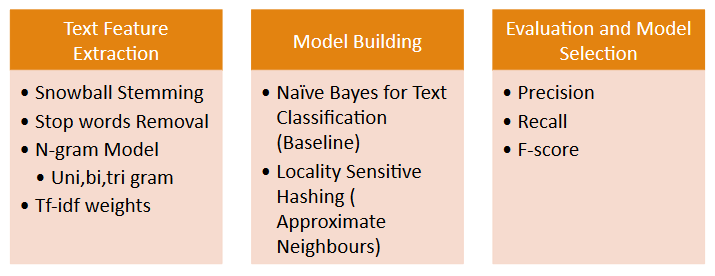 Text Feature
Extraction
• Snowball Stemming
• Stop words Removal
• N-gram Model
• Uni,bi,tri gram
• Tf-idf weights
Model Building
• Naïve Bayes for Text
Classification
(Baseline)
• Locality Sensitive
Hashing (
Approximate
Neighbours)
Evaluation and Model
Selection
• Precision
• Recall
• F-score